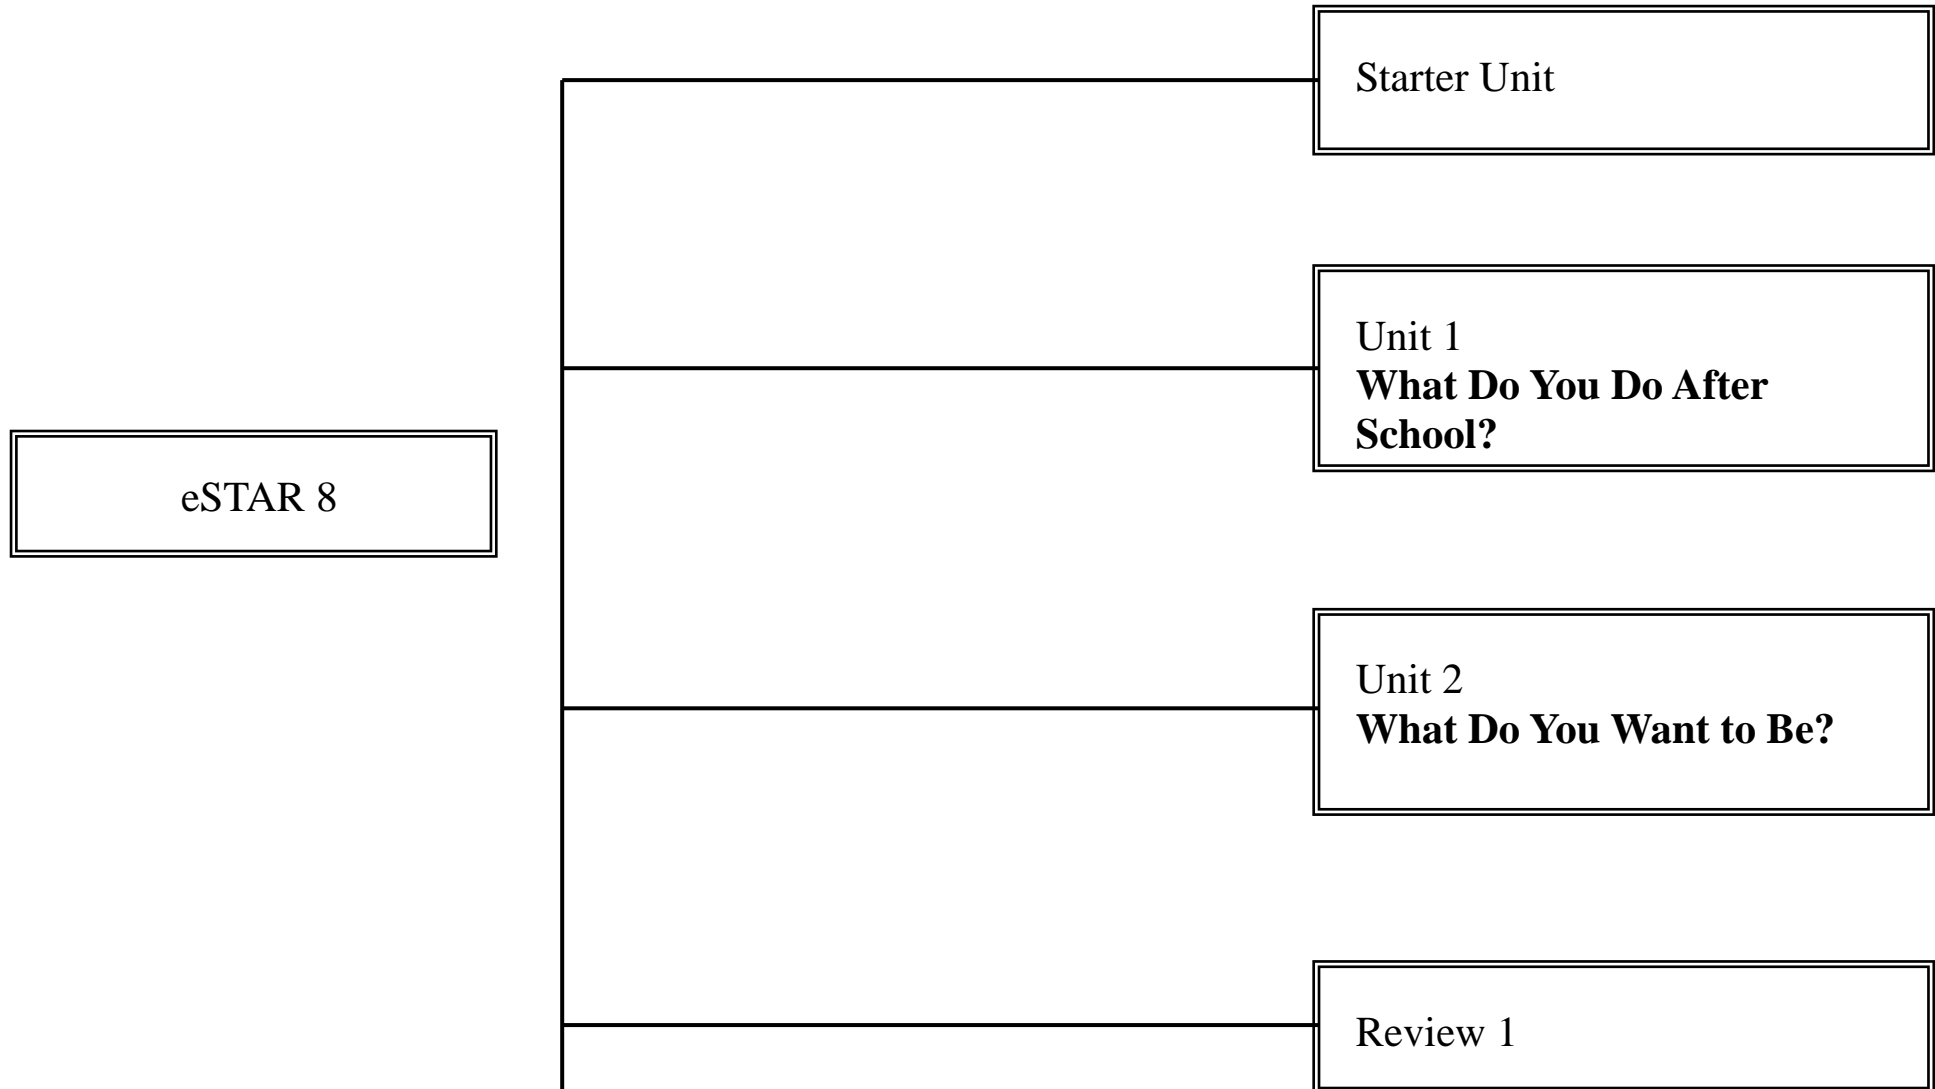 Starter Unit
Unit 1
What Do You Do After
School?
eSTAR 8
Unit 2
What Do You Want to Be?
Review 1